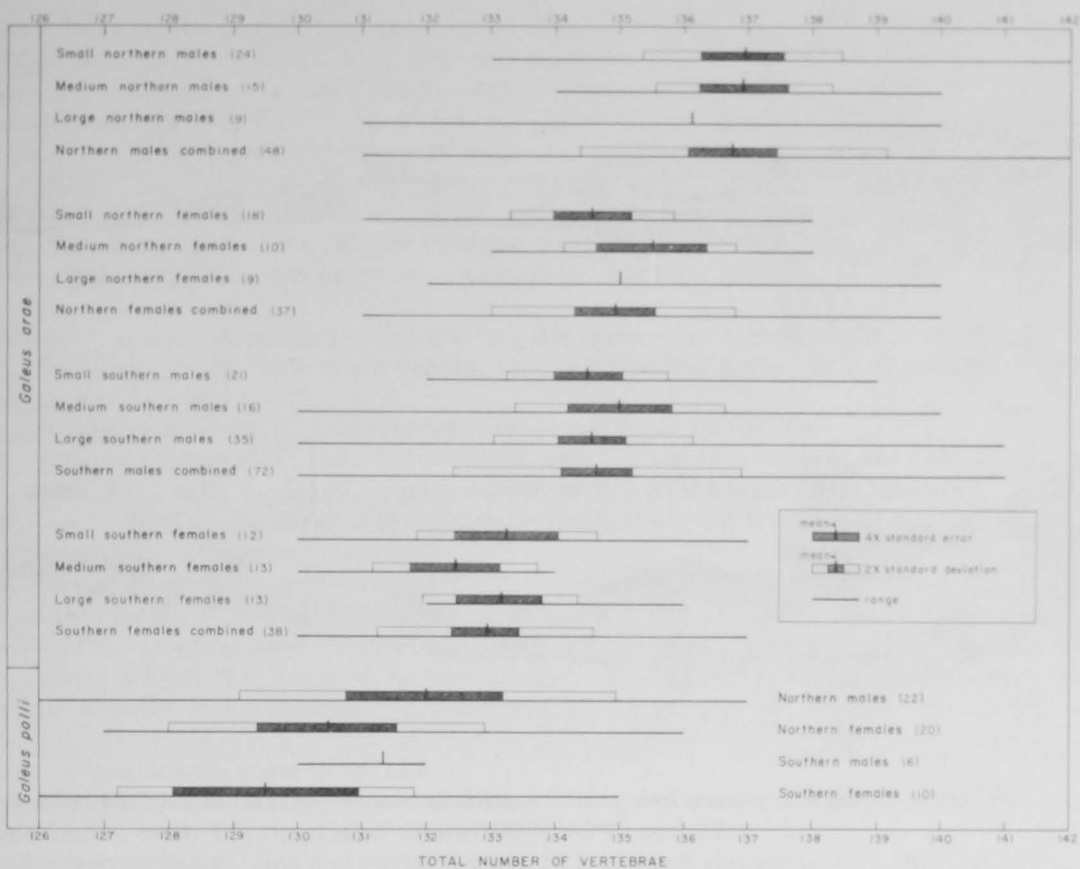 126 127 128 129 130 131 132 133 134 135 136 137 138 139 140 141 142
Galeus arae
Small northern males (24)
Medium northern males (15)
Large northern males (9)
Northern males combined (48)
Small northern females (18)
Medium northern females (10)
Large northern females (9)
Northern females combined (37)
Small southern males (21)
Medium southern males (16)
Large southern males (35)
Southern males combined (72)
Small southern females (12)
Medium southern females (13)
Large southern females (13)
Southern females combined (38)
mean
4X standard error
mean
2X standard deviation
range
Galeus polli
Northern males (22)
Northern females (20)
Southern males (6)
Southern females (10)
126 127 128 129 130 131 132 133 134 135 136 137 138 139 140 141 142
TOTAL NUMBER OF VERTEBRAE